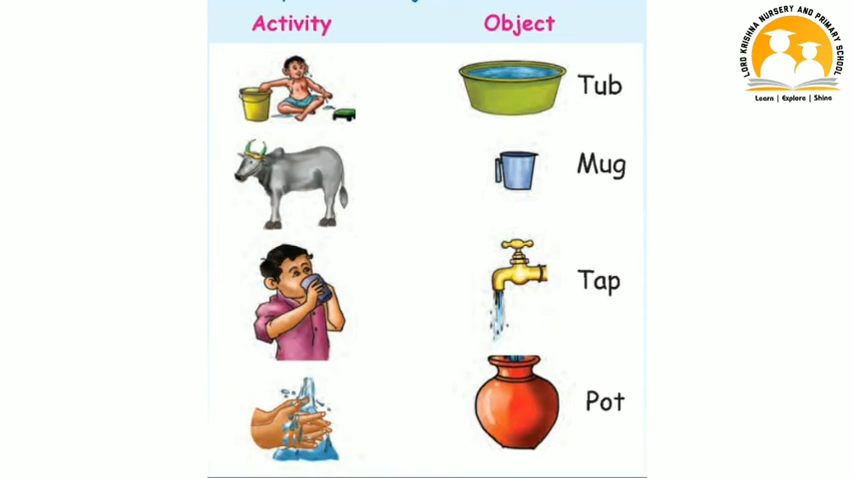 Activity Object
Tub
Mug
Tap
Pot
LORD KRISHNA NURSERY AND PRIMARY SCHOOL
Learn | Explore | Shine